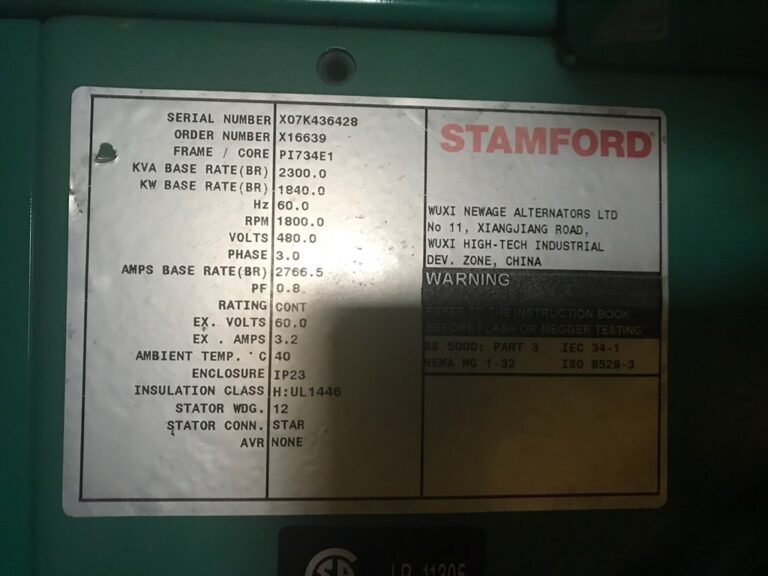 SERIAL NUMBER X07K436428
ORDER NUMBER X16639
FRAME / CORE PI734E1
KVA BASE RATE(BR) 2300.0
KW BASE RATE(BR) 1840.0
Hz 60.0
RPM 1800.0
VOLTS 480.0
PHASE 3.0
AMPS BASE RATE(BR) 2766.5
PF 0.8
RATING CONT
EX. VOLTS 60.0
EX . AMPS 3.2
AMBIENT TEMP. ° C 40
ENCLOSURE IP23
INSULATION CLASS H:UL1446
STATOR WDG. 12
STATOR CONN. STAR
AVR NONE
STAMFORD
WUXI NEWAGE ALTERNATORS LTD
No 11, XIANGJIANG ROAD,
WUXI HIGH-TECH INDUSTRIAL
DEV. ZONE, CHINA
WARNING
REFER TO THE INSTRUCTION BOOK
BEFORE FLASH OR MEGGER TESTING
BS 5000: PART 3 IEC 34-1
NEMA MG 1-32 ISO 8528-3